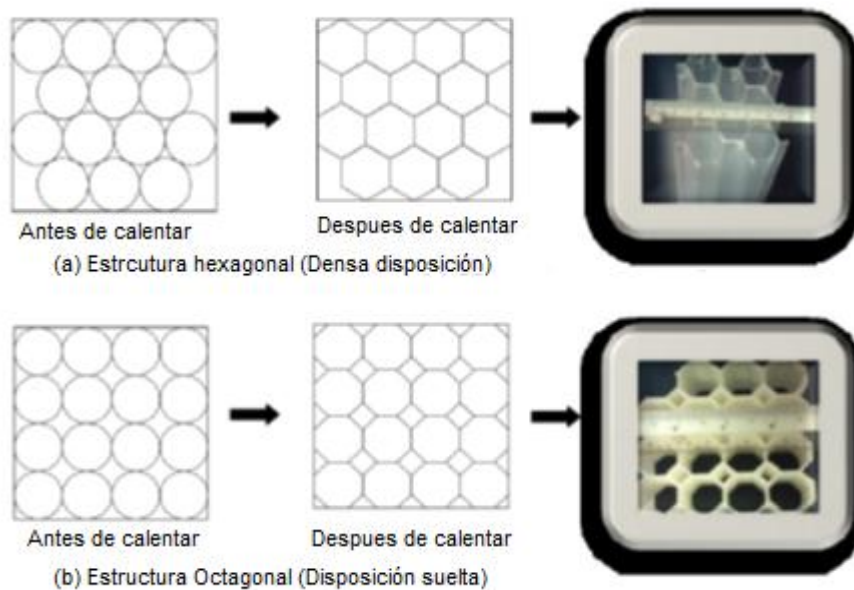 Antes de calentar
Despues de calentar
(a) Estrcutura hexagonal (Densa disposición)
Antes de calentar
Despues de calentar
(b) Estructura Octagonal (Disposición suelta)